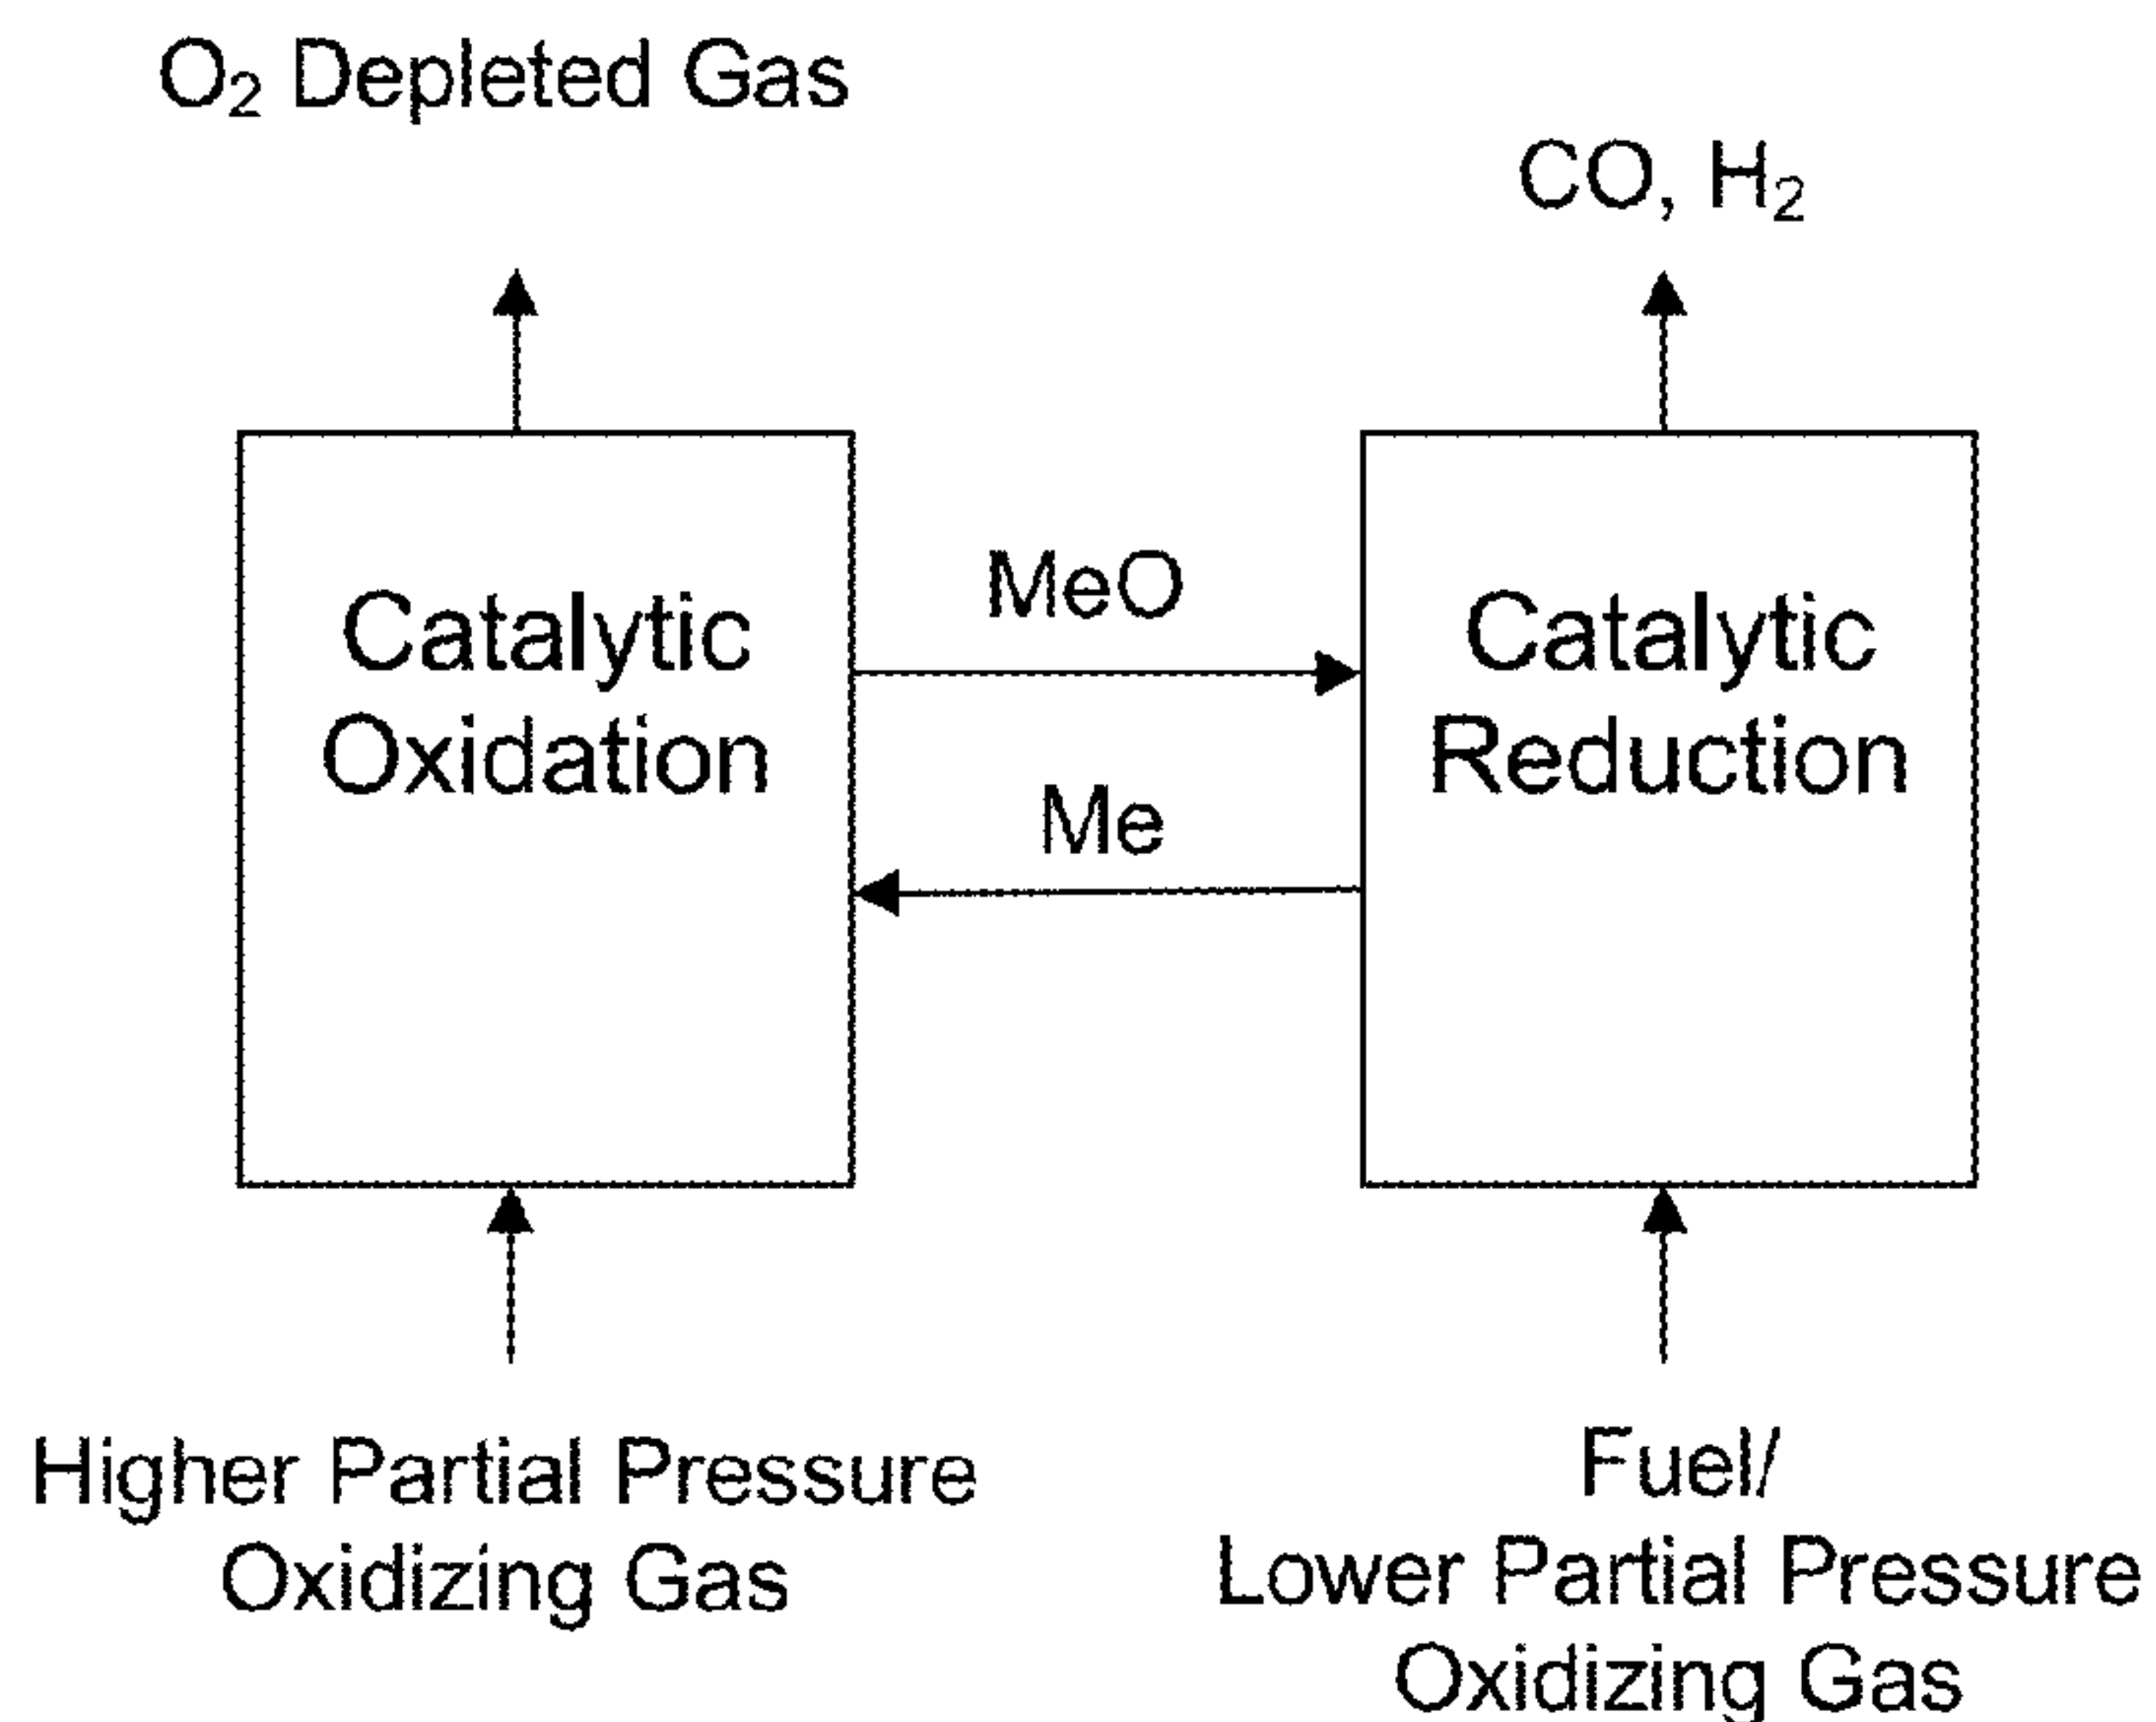 O₂ Depleted Gas
CO, H₂
Catalytic
Oxidation
MeO
Me
Catalytic
Reduction
Higher Partial Pressure
Oxidizing Gas
Fuel/
Lower Partial Pressure
Oxidizing Gas